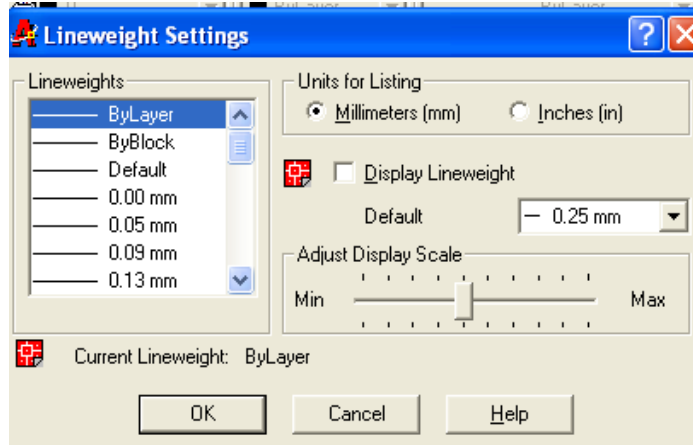 ByLayer ByLayer
Lineweight Settings
Lineweights
ByLayer
ByBlock
Default
0.00 mm
0.05 mm
0.09 mm
0.13 mm
Units for Listing
Millimeters (mm) Inches (in)
Display Lineweight
Default 0.25 mm
Adjust Display Scale
Min Max
Current Lineweight: ByLayer
OK Cancel Help